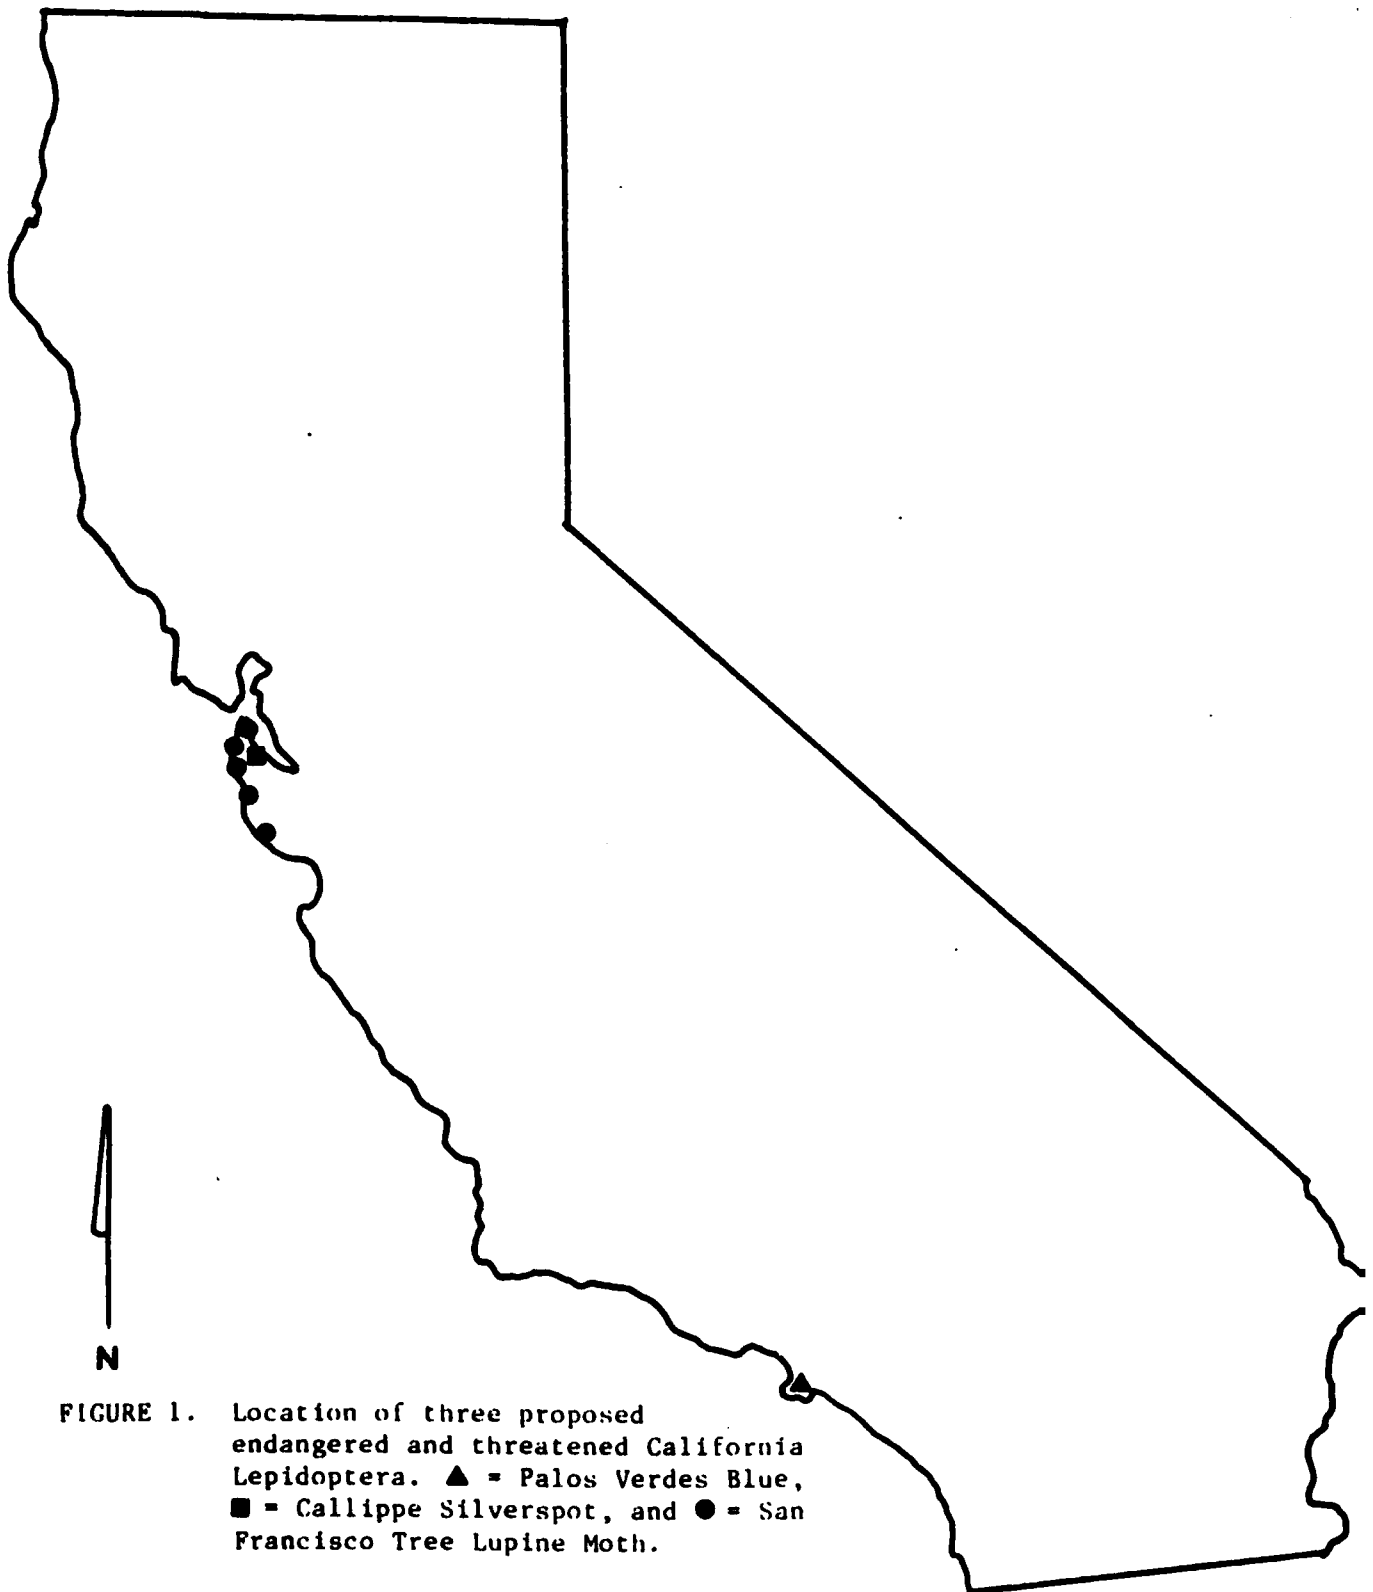 N
FIGURE 1. Location of three proposed
endangered and threatened California
Lepidoptera. ▲ = Palos Verdes Blue,
■ = Callippe Silverspot, and ● = San
Francisco Tree Lupine Moth.